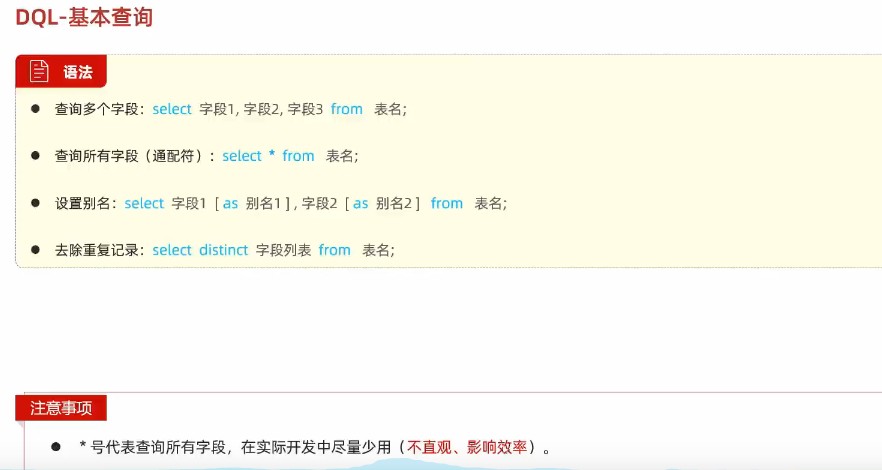 DQL-基本查询
语法
● 查询多个字段：select 字段1, 字段2, 字段3 from 表名;
● 查询所有字段（通配符）：select * from 表名;
● 设置别名：select 字段1 [ as 别名1 ] , 字段2 [ as 别名2 ] from 表名;
● 去除重复记录：select distinct 字段列表 from 表名;
注意事项
● * 号代表查询所有字段，在实际开发中尽量少用（不直观、影响效率）。